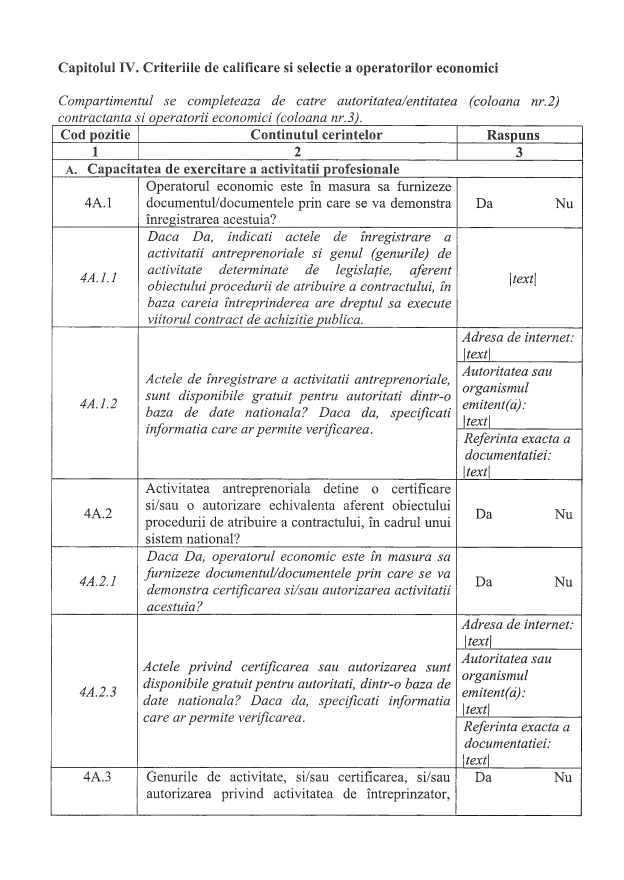 Capitolul IV. Criteriile de calificare si selectie a operatorilor economici
Compartimentul se completeaza de catre autoritatea/entitatea (coloana nr.2)
contractanta si operatorii economici (coloana nr.3).
Cod pozitie Continutul cerintelor Raspuns
1 2 3
A. Capacitatea de exercitare a activitatii profesionale
4A.1
Operatorul economic este în masura sa furnizeze
documentul/documentele prin care se va demonstra
înregistrarea acestuia?
Da Nu
4A.1.1
Daca Da, indicati actele de înregistrare a
activitatii antreprenoriale si genul (genurile) de
activitate determinate de legislație, aferent
obiectului procedurii de atribuire a contractului, în
baza careia întreprinderea are dreptul sa execute
viitorul contract de achizitie publica.
|text|
4A.1.2
Actele de înregistrare a activitatii antreprenoriale,
sunt disponibile gratuit pentru autoritati dintr-o
baza de date nationala? Daca da, specificati
informatia care ar permite verificarea.
Adresa de internet:
|text|
Autoritatea sau
organismul
emitent(a):
|text|
Referinta exacta a
documentatiei:
|text|
4A.2
Activitatea antreprenoriala detine o certificare
si/sau o autorizare echivalenta aferent obiectului
procedurii de atribuire a contractului, în cadrul unui
sistem national?
Da Nu
4A.2.1
Daca Da, operatorul economic este în masura sa
furnizeze documentul/documentele prin care se va
demonstra certificarea si/sau autorizarea activitatii
acestuia?
Da Nu
4A.2.3
Actele privind certificarea sau autorizarea sunt
disponibile gratuit pentru autoritati, dintr-o baza de
date nationala? Daca da, specificati informatia
care ar permite verificarea.
Adresa de internet:
|text|
Autoritatea sau
organismul
emitent(a):
|text|
Referinta exacta a
documentatiei:
|text|
4A.3
Genurile de activitate, si/sau certificarea, si/sau
autorizarea privind activitatea de întreprinzator,
Da Nu